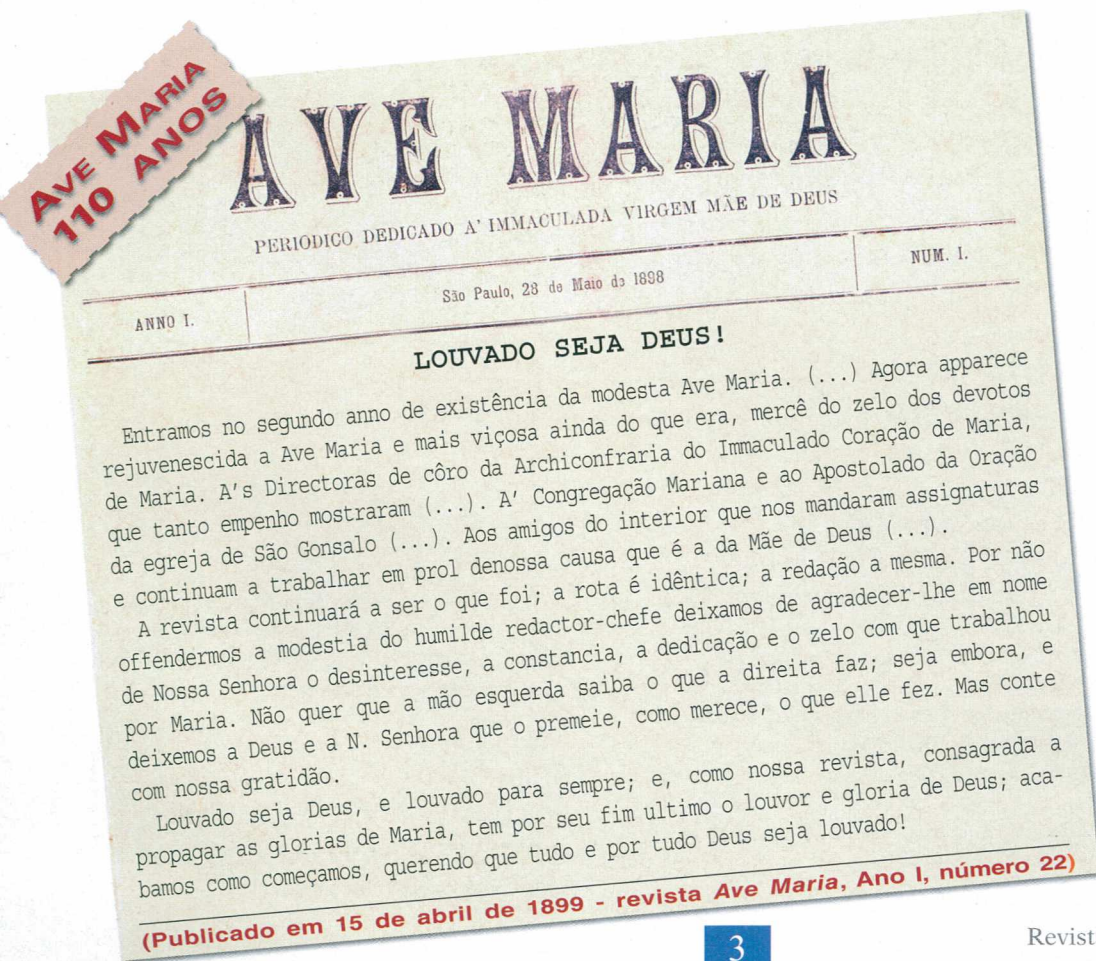 AVE MARIA
110 ANOS
AVE MARIA
PERIODICO DEDICADO A' IMMACULADA VIRGEM MÃE DE DEUS
ANNO I.
São Paulo, 28 de Maio de 1898
NUM. I.
LOUVADO SEJA DEUS!
Entramos no segundo anno de existência da modesta Ave Maria. (...) Agora apparece
rejuvenescida a Ave Maria e mais viçosa ainda do que era, mercê do zelo dos devotos
de Maria. A's Directoras de côro da Archiconfraria do Immaculado Coração de Maria,
que tanto empenho mostraram (...). A' Congregação Mariana e ao Apostolado da Oração
da egreja de São Gonsalo (...). Aos amigos do interior que nos mandaram assignaturas
e continuam a trabalhar em prol denossa causa que é a da Mãe de Deus (...).
A revista continuará a ser o que foi; a rota é idêntica; a redação a mesma. Por não
offendermos a modestia do humilde redactor-chefe deixamos de agradecer-lhe em nome
de Nossa Senhora o desinteresse, a constancia, a dedicação e o zelo com que trabalhou
por Maria. Não quer que a mão esquerda saiba o que a direita faz; seja embora, e
deixemos a Deus e a N. Senhora que o premeie, como merece, o que elle fez. Mas conte
com nossa gratidão.
Louvado seja Deus, e louvado para sempre; e, como nossa revista, consagrada a
propagar as glorias de Maria, tem por seu fim ultimo o louvor e gloria de Deus; aca-
bamos como começamos, querendo que tudo e por tudo Deus seja louvado!
(Publicado em 15 de abril de 1899 - revista Ave Maria, Ano I, número 22)
3
Revist